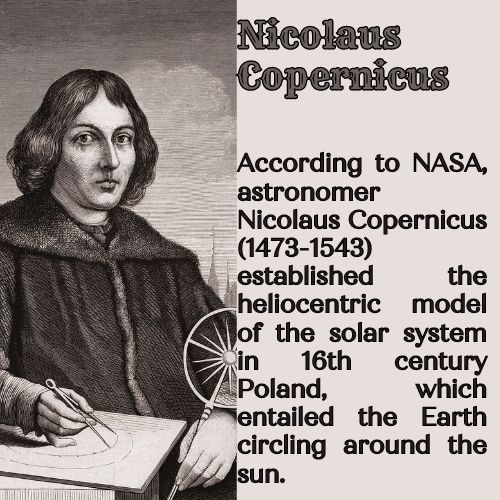 Nicolaus
Copernicus
According to NASA,
astronomer
Nicolaus Copernicus
(1473-1543)
established the
heliocentric model
of the solar system
in 16th century
Poland, which
entailed the Earth
circling around the
sun.